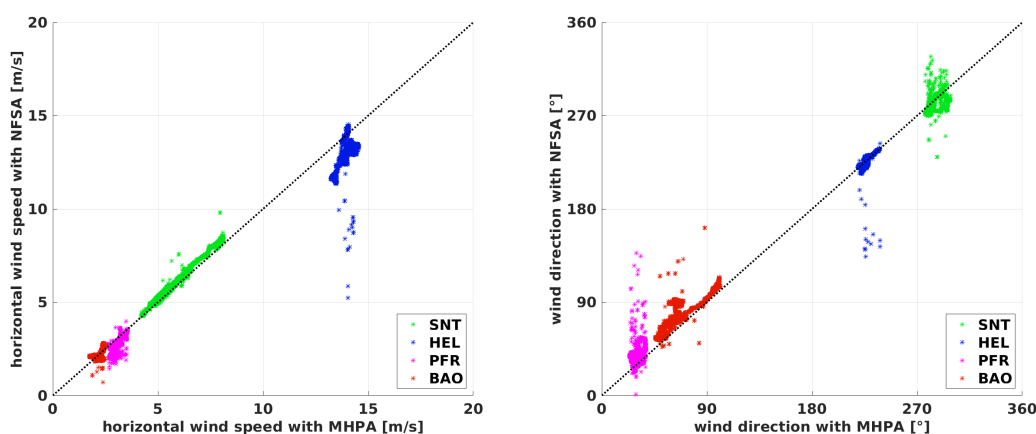 20
15
10
5
0
0 5 10 15 20
horizontal wind speed with NFSA [m/s]
horizontal wind speed with MHPA [m/s]
SNT
HEL
PFR
BAO
360
270
180
90
0
0 90 180 270 360
wind direction with NFSA [°]
wind direction with MHPA [°]
SNT
HEL
PFR
BAO